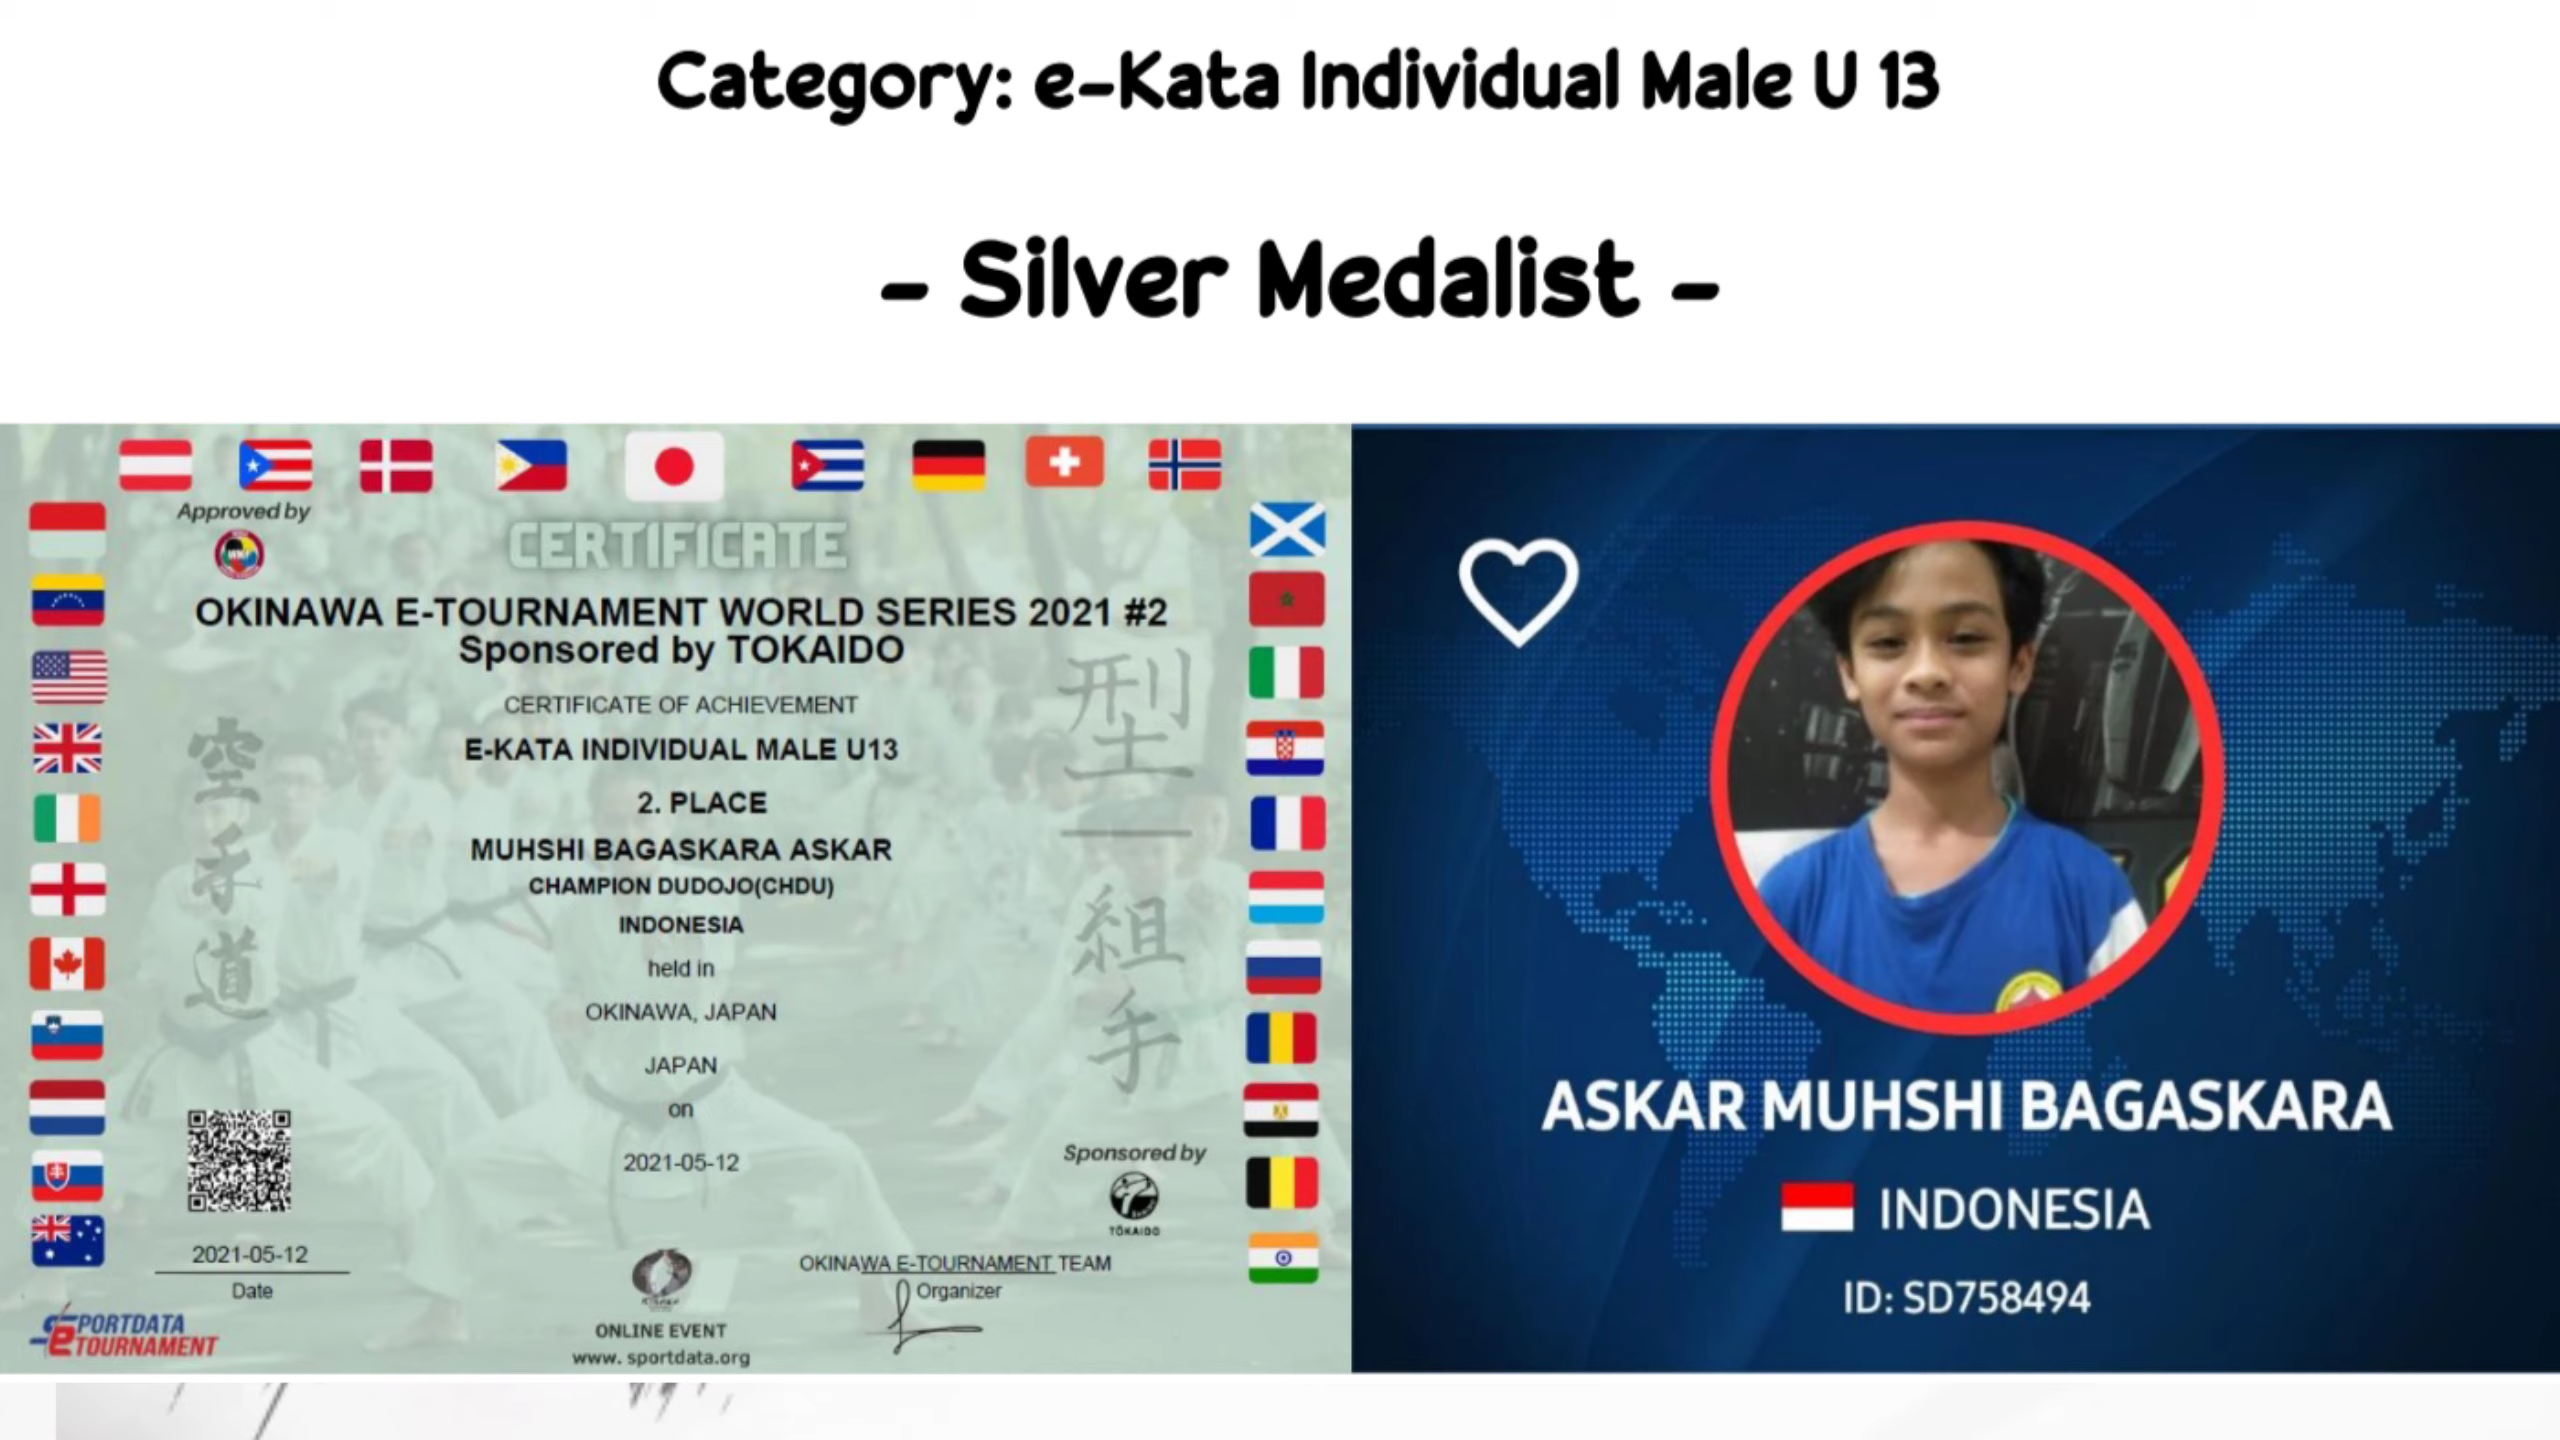 Category: e-Kata Individual Male U 13
- Silver Medalist -
Approved by
WKF
CERTIFICATE
OKINAWA E-TOURNAMENT WORLD SERIES 2021 #2
Sponsored by TOKAIDO
CERTIFICATE OF ACHIEVEMENT
E-KATA INDIVIDUAL MALE U13
2. PLACE
MUHSHI BAGASKARA ASKAR
CHAMPION DUDOJO(CHDU)
INDONESIA
held in
OKINAWA, JAPAN
JAPAN
on
2021-05-12
空手道
型
組手
2021-05-12
Date
SPORTDATA
eTOURNAMENT
ONLINE EVENT
www. sportdata.org
Sponsored by
TŌKAIDO
OKINAWA E-TOURNAMENT TEAM
Organizer
ASKAR MUHSHI BAGASKARA
INDONESIA
ID: SD758494